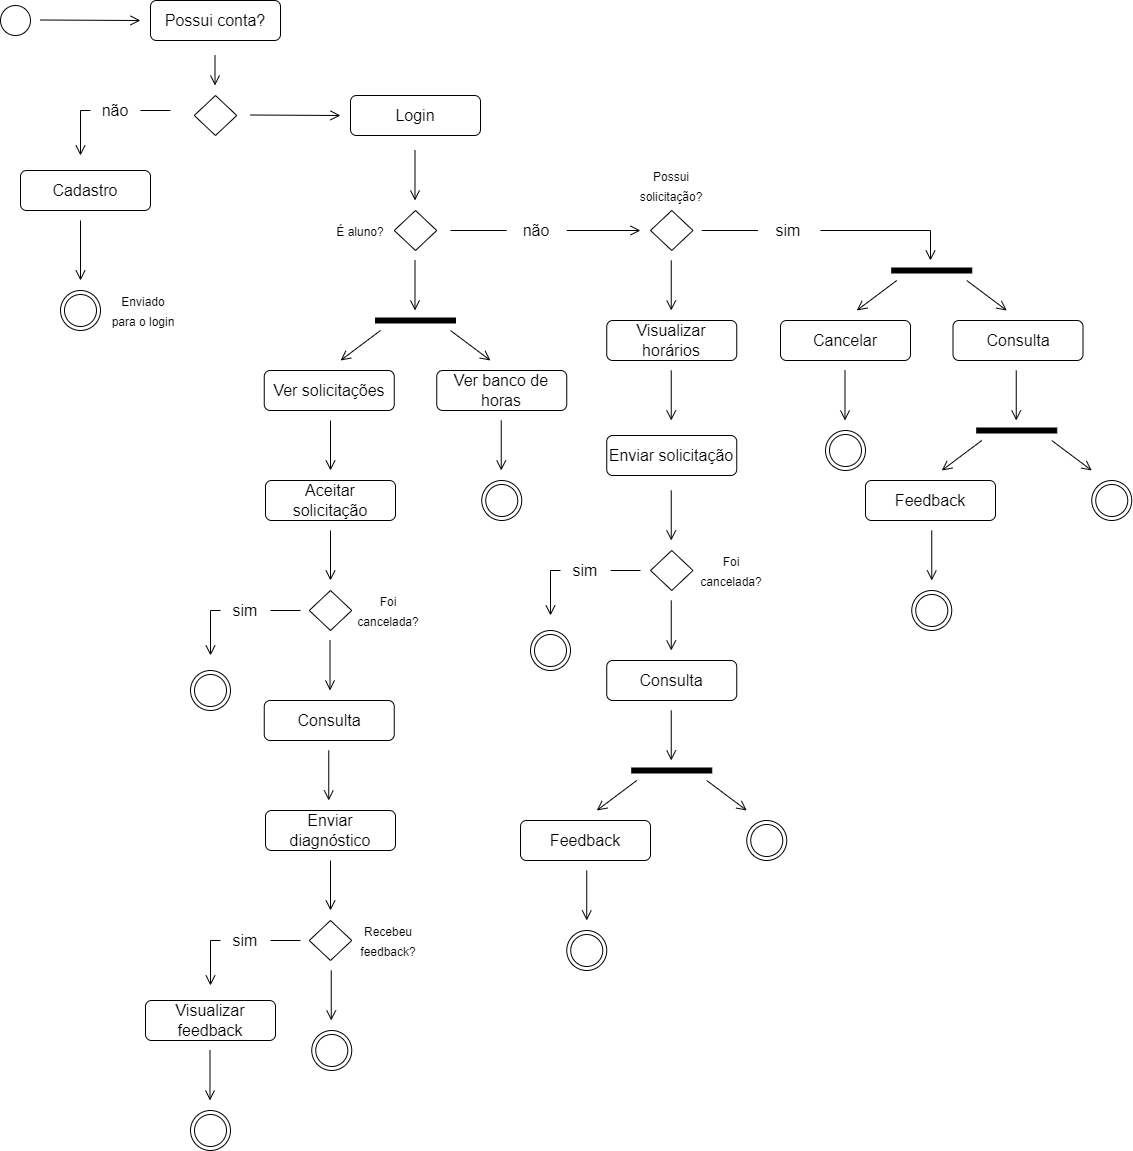 Possui conta?
não
Login
Cadastro
Possui
solicitação?
É aluno?
não
sim
Enviado
para o login
Visualizar
horários
Cancelar
Consulta
Ver solicitações
Ver banco de
horas
Enviar solicitação
Aceitar
solicitação
Feedback
sim
Foi
cancelada?
sim
Foi
cancelada?
Consulta
Consulta
Enviar
diagnóstico
Feedback
sim
Recebeu
feedback?
Visualizar
feedback